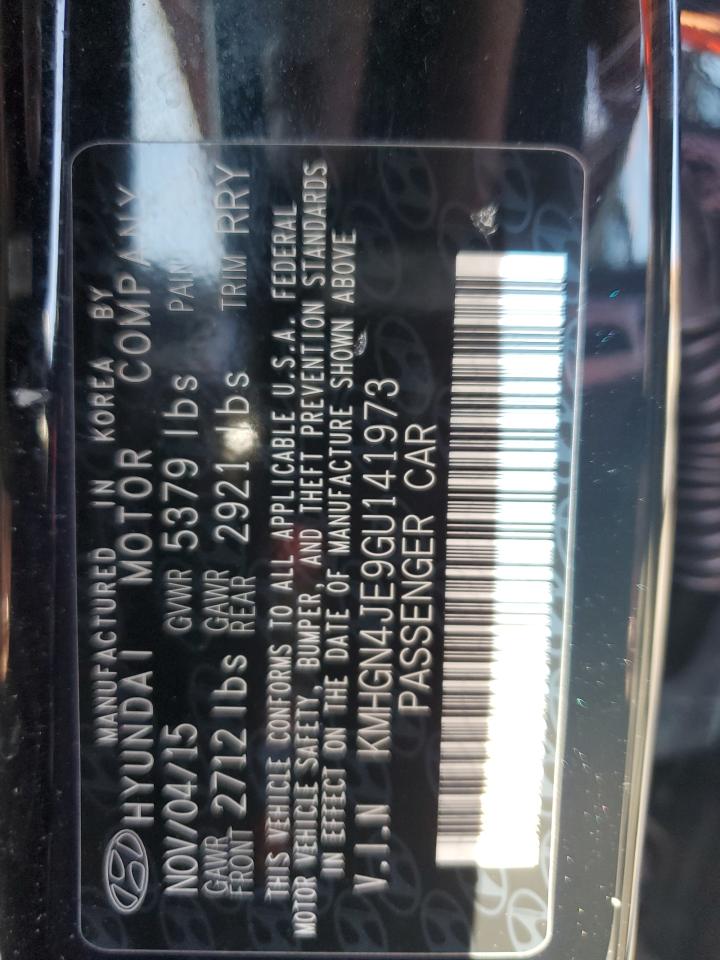 MANUFACTURED IN KOREA BY
HYUNDAI MOTOR COMPANY
NOV/04/15 GVWR 5379 lbs PAIN
GAWR FRONT 2712 lbs GAWR REAR 2921 lbs TRIM RRY
THIS VEHICLE CONFORMS TO ALL APPLICABLE U.S.A. FEDERAL
MOTOR VEHICLE SAFETY, BUMPER, AND THEFT PREVENTION STANDARDS
IN EFFECT ON THE DATE OF MANUFACTURE SHOWN ABOVE
V.I.N KMHGN4JE9GU141973
PASSENGER CAR